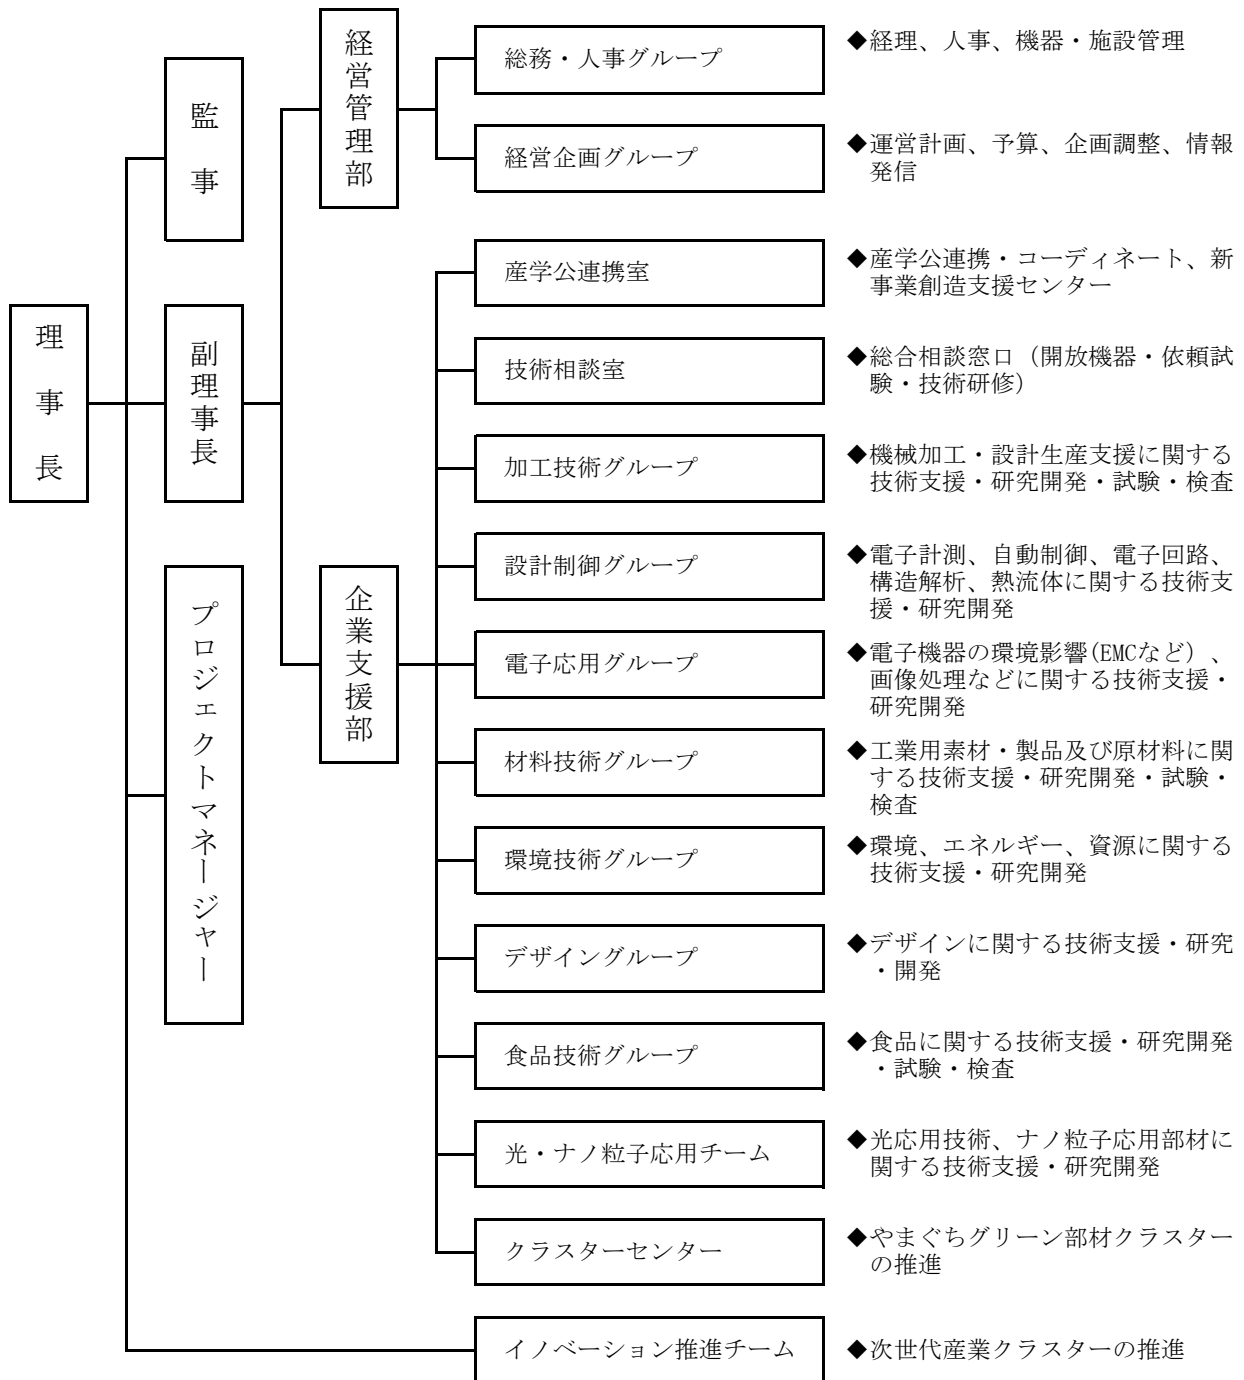 理事長
監事
副理事長
プロジェクトマネージャー
経営管理部
企業支援部
総務・人事グループ
◆経理、人事、機器・施設管理
経営企画グループ
◆運営計画、予算、企画調整、情報
発信
産学公連携室
◆産学公連携・コーディネート、新
事業創造支援センター
技術相談室
◆総合相談窓口（開放機器・依頼試
験・技術研修）
加工技術グループ
◆機械加工・設計生産支援に関する
技術支援・研究開発・試験・検査
設計制御グループ
◆電子計測、自動制御、電子回路、
構造解析、熱流体に関する技術支
援・研究開発
電子応用グループ
◆電子機器の環境影響(EMCなど）、
画像処理などに関する技術支援・
研究開発
材料技術グループ
◆工業用素材・製品及び原材料に関
する技術支援・研究開発・試験・
検査
環境技術グループ
◆環境、エネルギー、資源に関する
技術支援・研究開発
デザイングループ
◆デザインに関する技術支援・研究
・開発
食品技術グループ
◆食品に関する技術支援・研究開発
・試験・検査
光・ナノ粒子応用チーム
◆光応用技術、ナノ粒子応用部材に
関する技術支援・研究開発
クラスターセンター
◆やまぐちグリーン部材クラスター
の推進
イノベーション推進チーム
◆次世代産業クラスターの推進